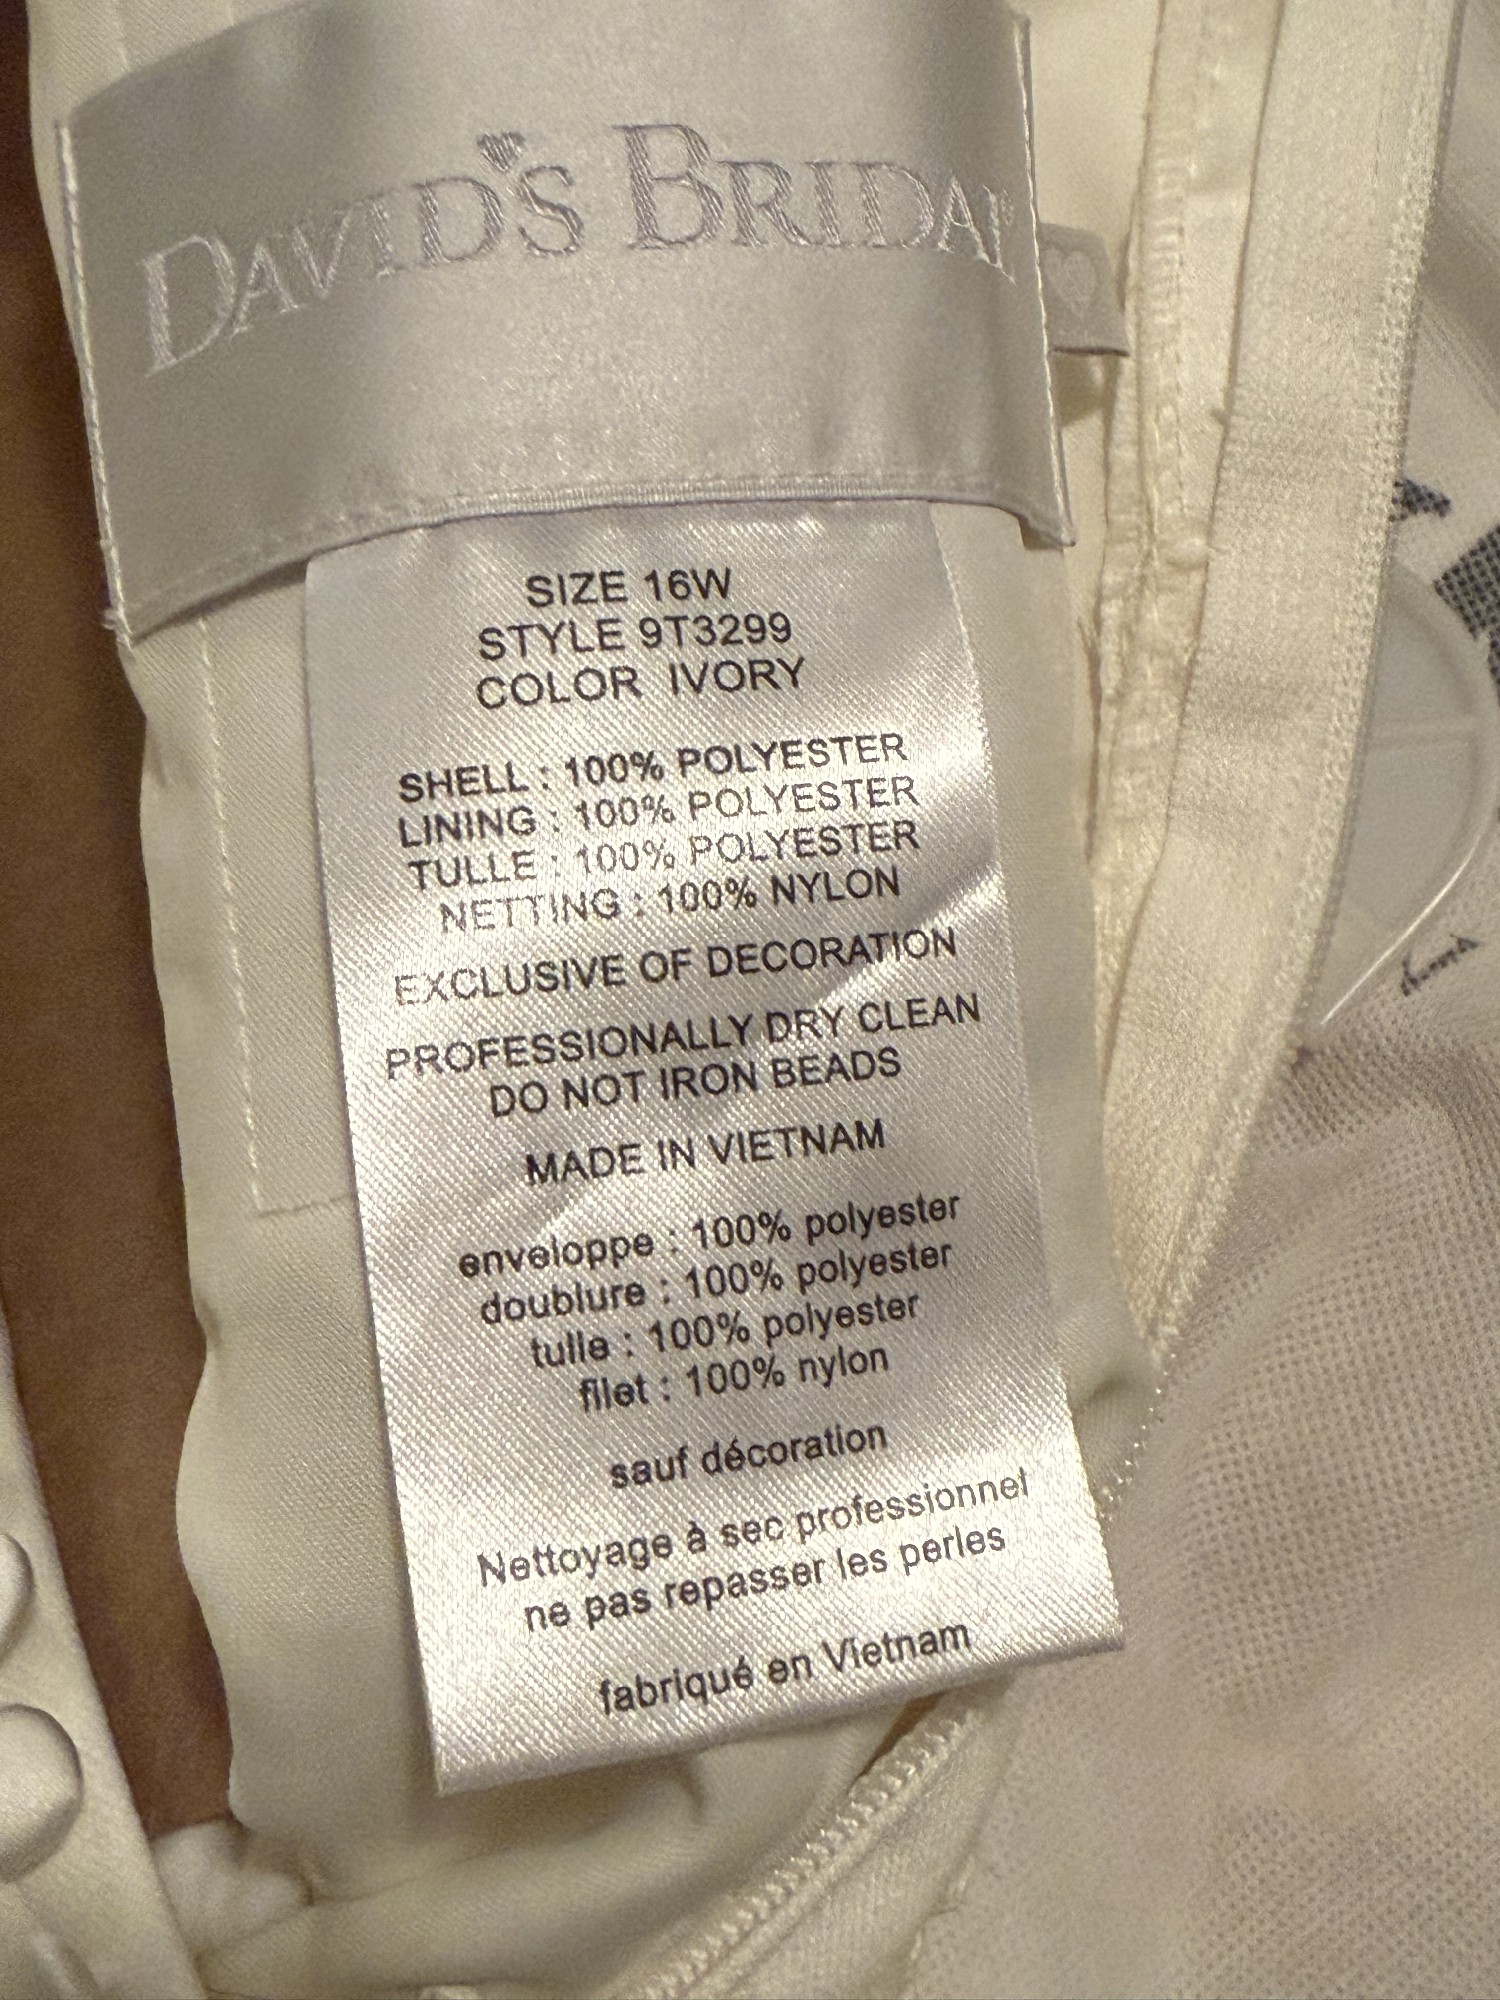 DAVID'S BRIDAL
SIZE 16W
STYLE 9T3299
COLOR IVORY
SHELL : 100% POLYESTER
LINING : 100% POLYESTER
TULLE : 100% POLYESTER
NETTING : 100% NYLON
EXCLUSIVE OF DECORATION
PROFESSIONALLY DRY CLEAN
DO NOT IRON BEADS
MADE IN VIETNAM
enveloppe : 100% polyester
doublure : 100% polyester
tulle : 100% polyester
filet : 100% nylon
sauf décoration
Nettoyage à sec professionnel
ne pas repasser les perles
fabriqué en Vietnam